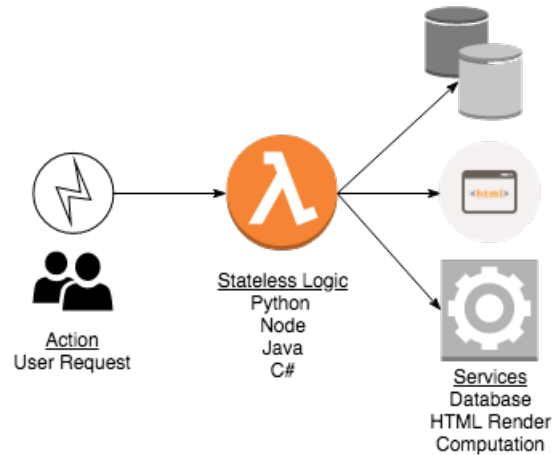 <html>
Action
User Request
Stateless Logic
Python
Node
Java
C#
Services
Database
HTML Render
Computation